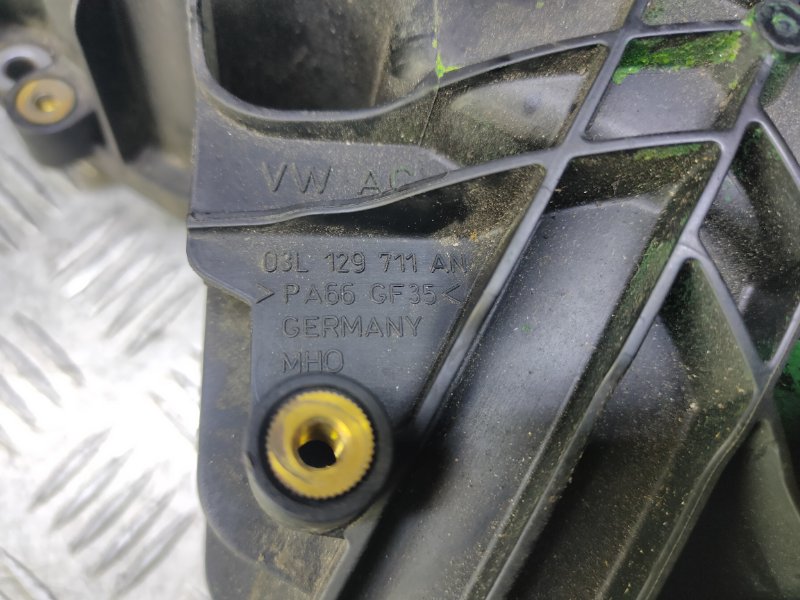 VW AG
03L 129 711 AN
>PA66 GF35<
GERMANY
MHO